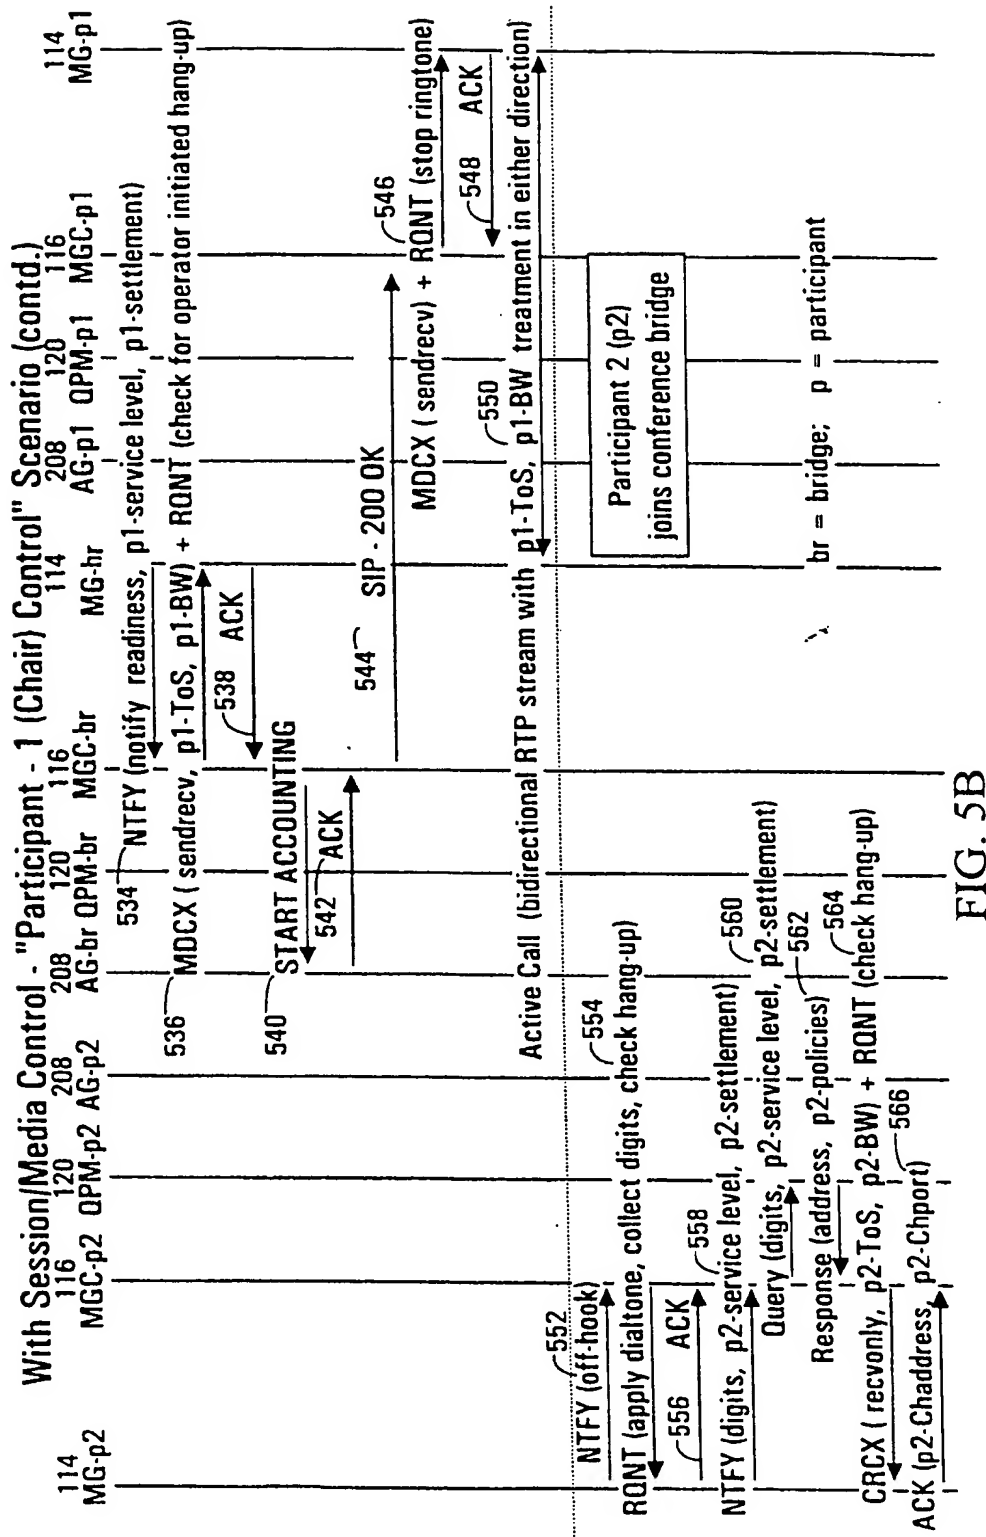 With Session/Media Control - "Participant - 1 (Chair) Control" Scenario (contd.)
114 116 120 208 208 120 116 114 208 120 116 114
MG-p2 MGC-p2 QPM-p2 AG-p2 AG-br QPM-br MGC-br MG-br AG-p1 QPM-p1 MGC-p1 MG-p1
534 NTFY (notify readiness, p1-service level, p1-settlement)
536 MDCX ( sendrecv, p1-ToS, p1-BW) + RQNT (check for operator initiated hang-up)
538 ACK
540 START ACCOUNTING
542 ACK
544 SIP - 200 OK
546
MDCX ( sendrecv) + RQNT (stop ringtone)
548 ACK
550
Active Call (bidirectional RTP stream with p1-ToS, p1-BW treatment in either direction)
552
NTFY (off-hook)
554
RQNT (apply dialtone, collect digits, check hang-up)
556 ACK
Participant 2 (p2)
joins conference bridge
558
NTFY (digits, p2-service level, p2-settlement)
560
Query (digits, p2-service level, p2-settlement)
562
Response (address, p2-policies)
564
CRCX ( recvonly, p2-ToS, p2-BW) + RQNT (check hang-up)
566
ACK (p2-Chaddress, p2-Chport)
br = bridge; p = participant
FIG. 5B